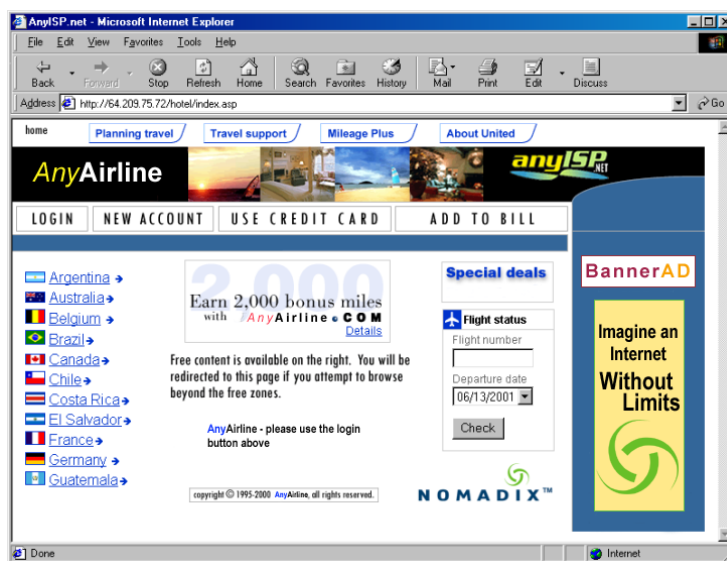 AnyISP.net - Microsoft Internet Explorer
File Edit View Favorites Tools Help
Back Forward Stop Refresh Home Search Favorites History Mail Print Edit Discuss
Address http://64.209.75.72/hotel/index.asp Go
home Planning travel Travel support Mileage Plus About United
AnyAirline anyISP.NET
LOGIN NEW ACCOUNT USE CREDIT CARD ADD TO BILL
Argentina
Australia
Belgium
Brazil
Canada
Chile
Costa Rica
El Salvador
France
Germany
Guatemala
2,000
Earn 2,000 bonus miles
with AnyAirline.COM
Details
Free content is available on the right. You will be
redirected to this page if you attempt to browse
beyond the free zones.
AnyAirline - please use the login
button above
copyright © 1995-2000 AnyAirline, all rights reserved.
Special deals
Flight status
Flight number
Departure date
06/13/2001
Check
NOMADIX™
BannerAD
Imagine an
Internet
Without
Limits
Done Internet